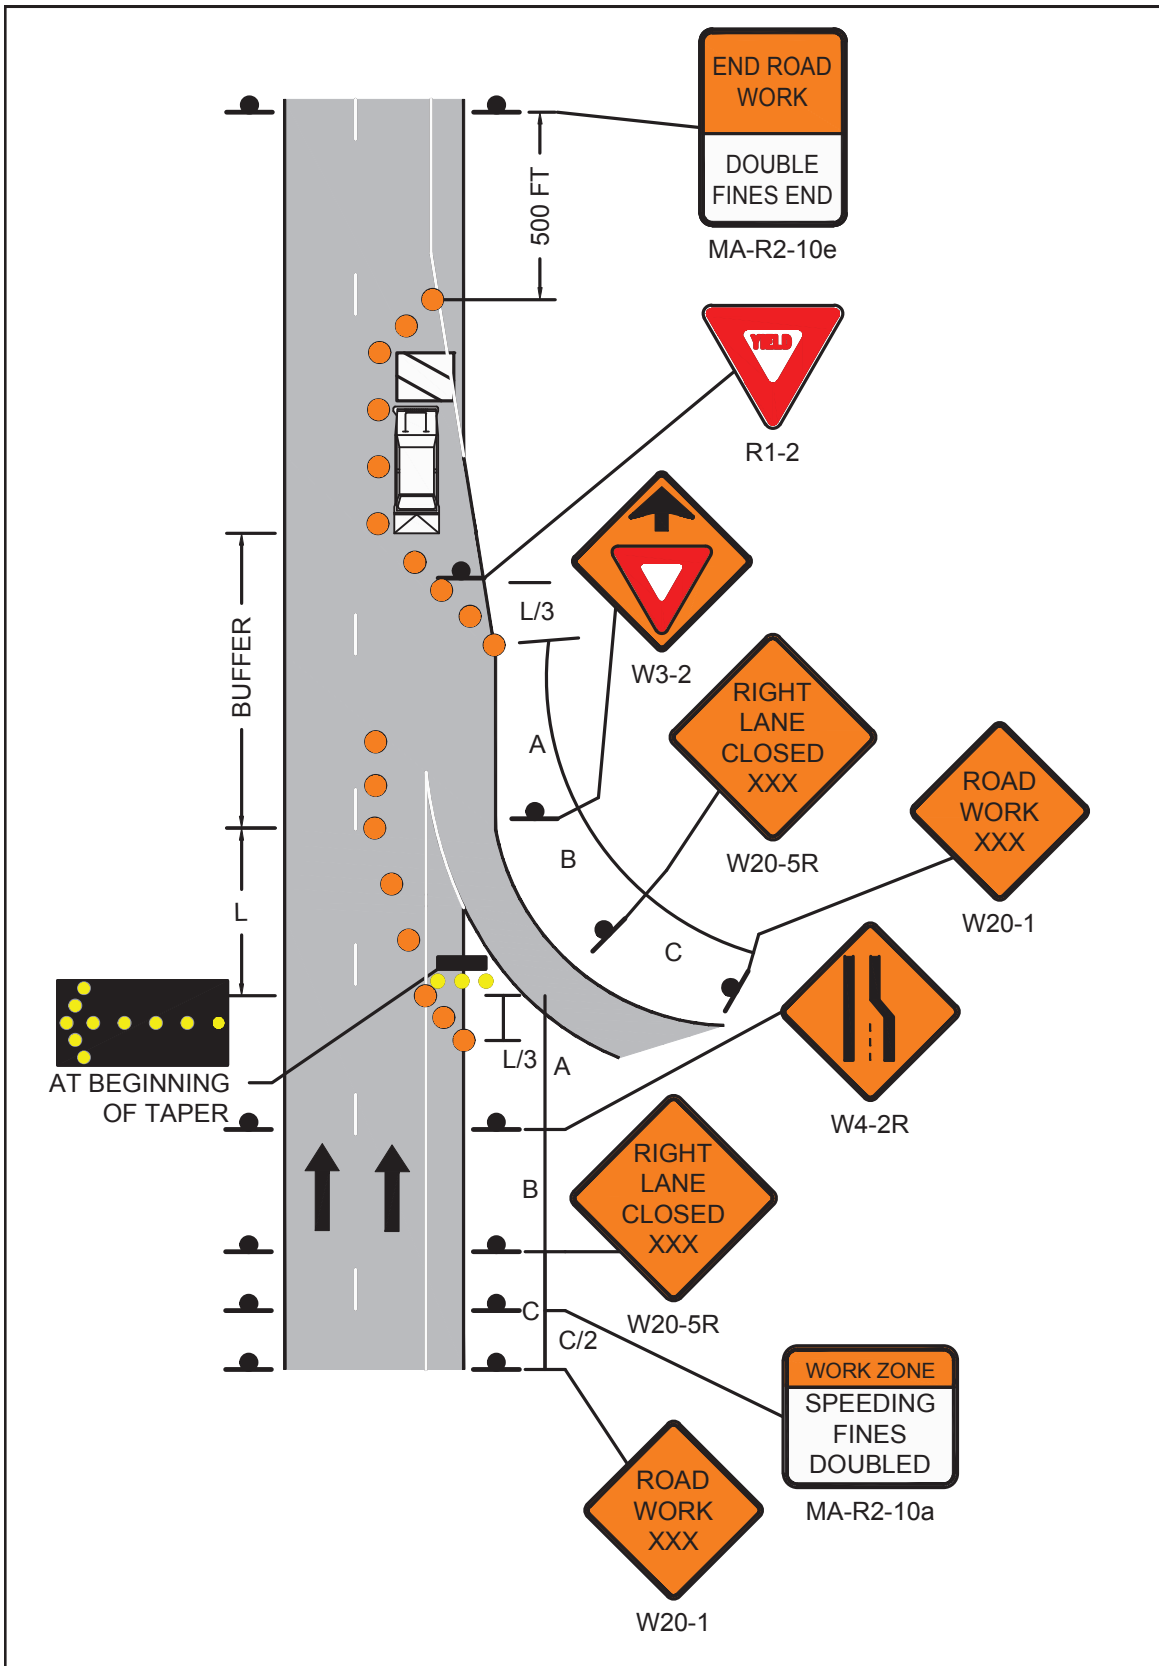 END ROAD
WORK
DOUBLE
FINES END
MA-R2-10e
500 FT
YIELD
R1-2
BUFFER
L/3
W3-2
A
RIGHT
LANE
CLOSED
XXX
W20-5R
B
ROAD
WORK
XXX
W20-1
L
C
AT BEGINNING
OF TAPER
L/3
A
W4-2R
B
RIGHT
LANE
CLOSED
XXX
W20-5R
C
C/2
WORK ZONE
SPEEDING
FINES
DOUBLED
MA-R2-10a
ROAD
WORK
XXX
W20-1